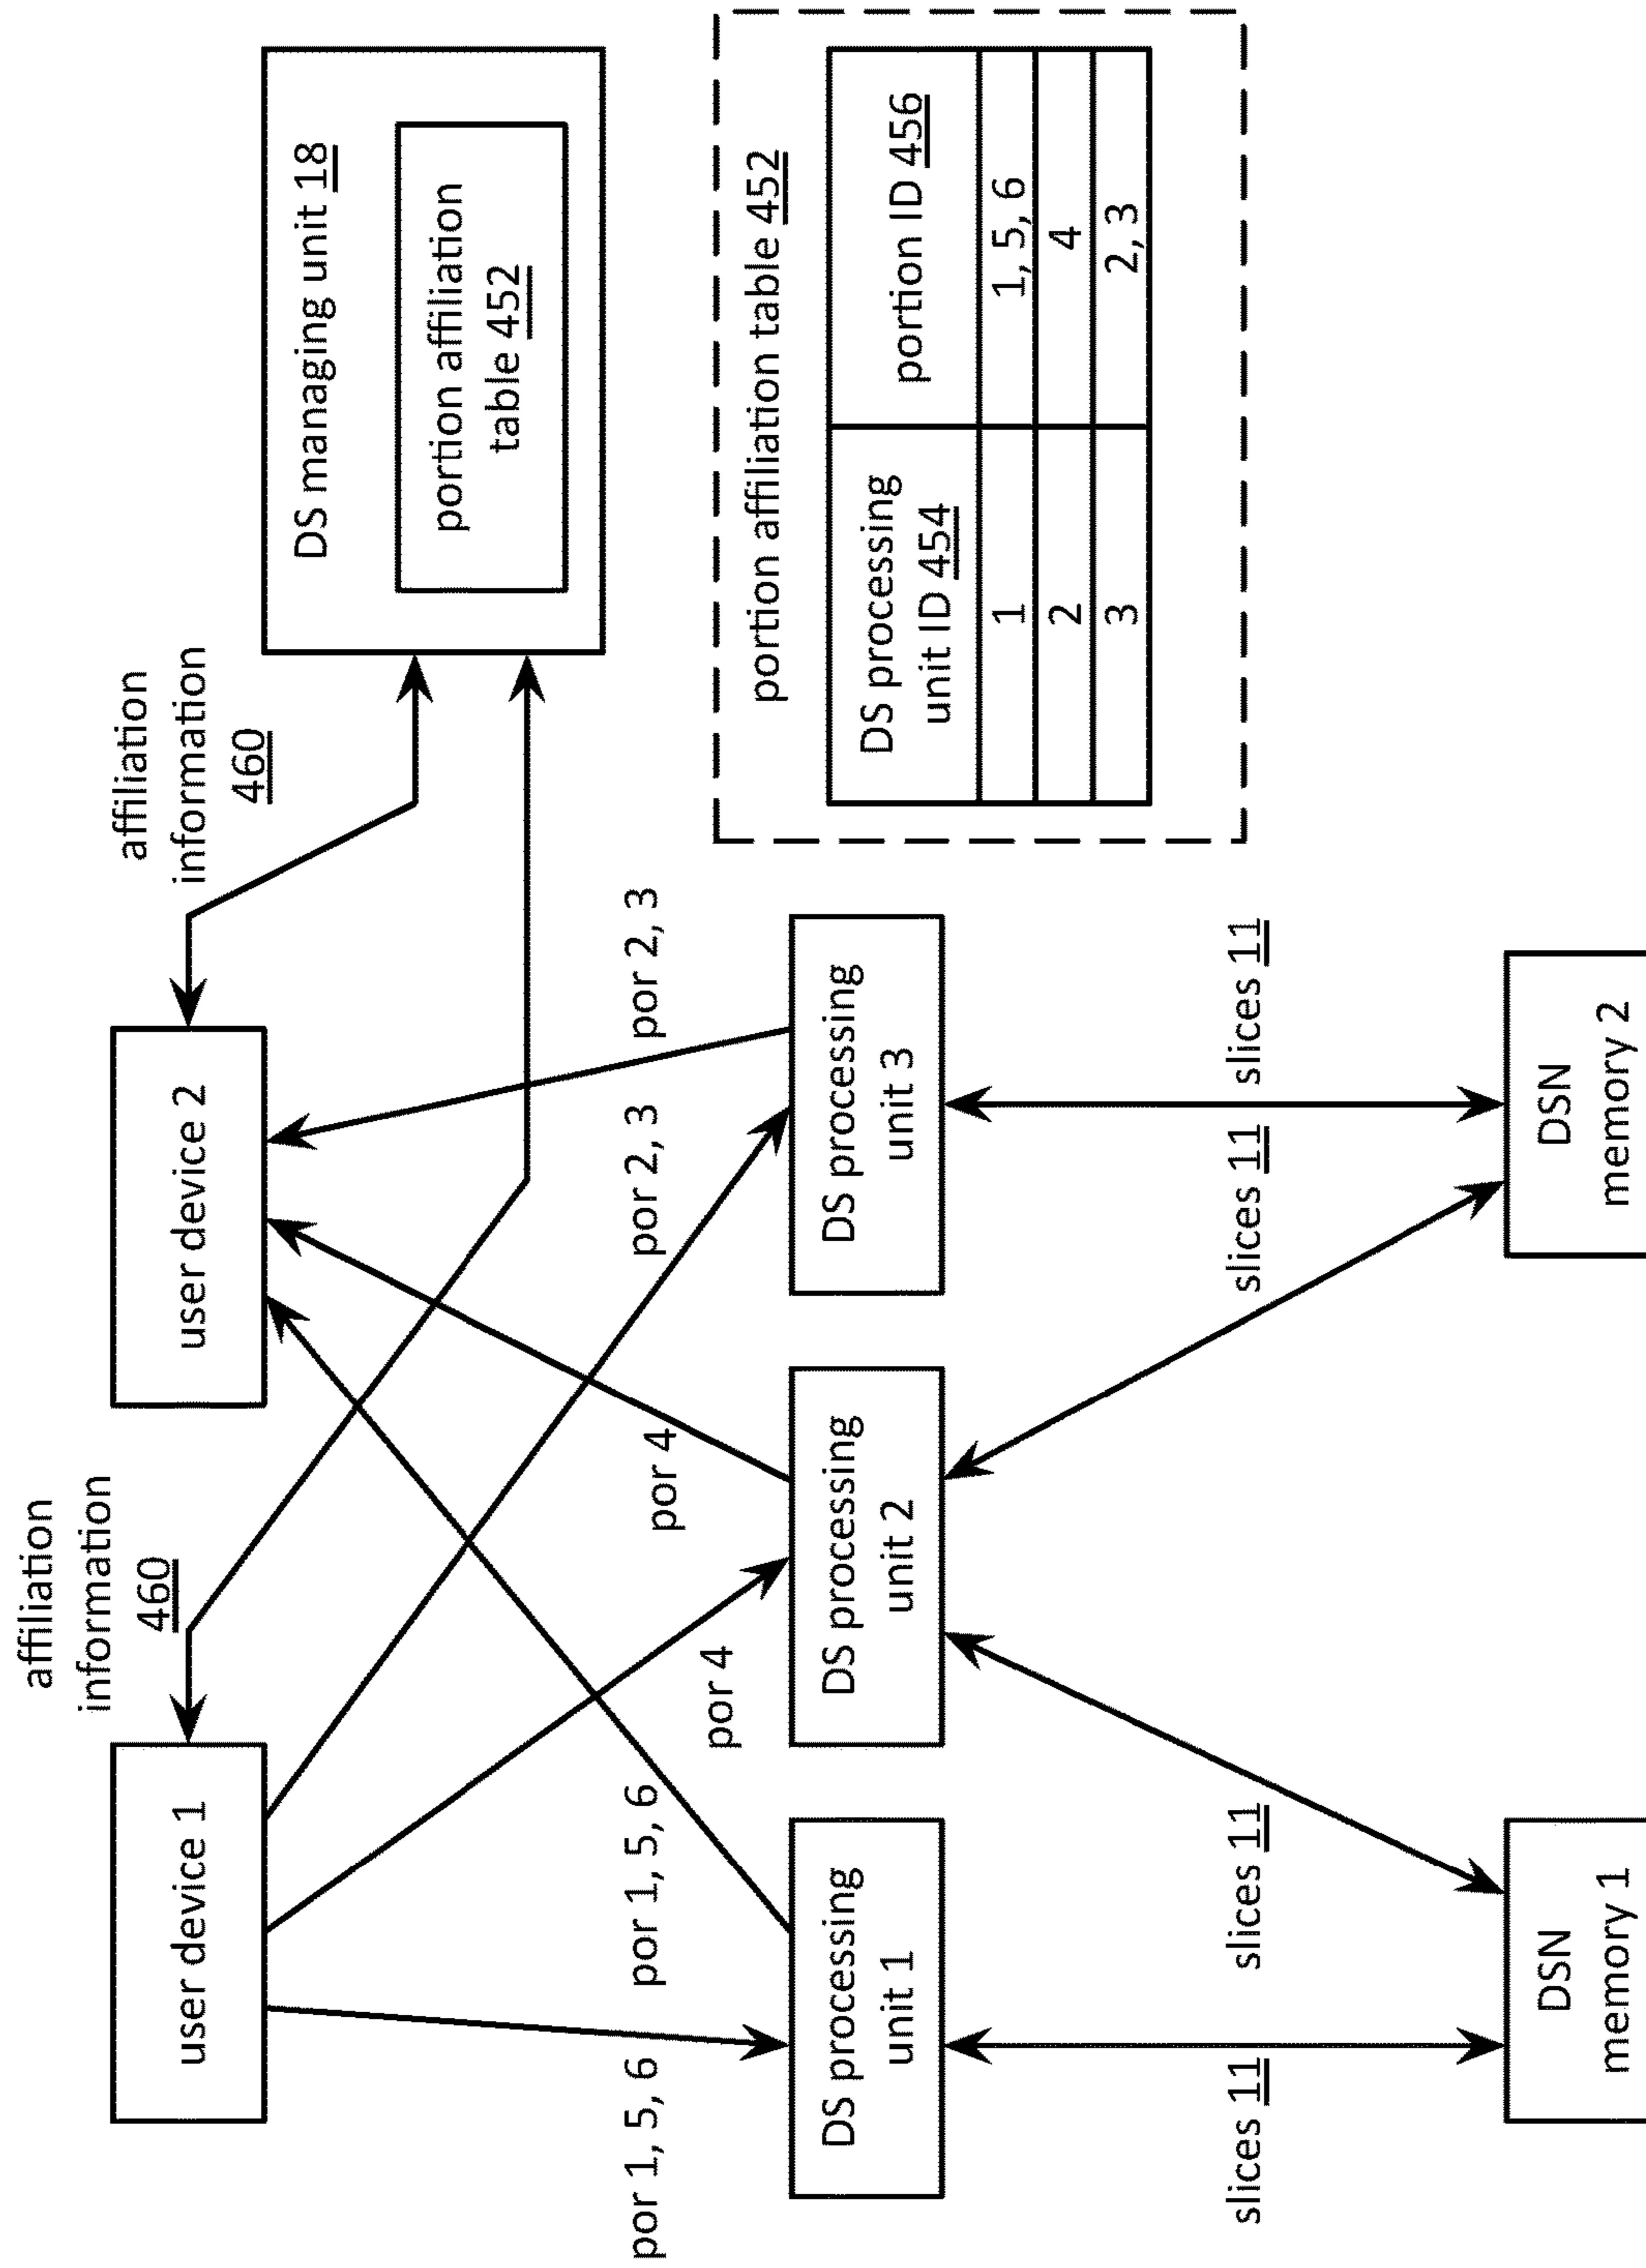 affiliation
information
460
affiliation
information
460
user device 1
user device 2
DS managing unit 18
portion affiliation
table 452
por 1, 5, 6
por 1, 5, 6
por 4
por 4
por 2, 3
por 2, 3
DS processing
unit 1
DS processing
unit 2
DS processing
unit 3
portion affiliation table 452
DS processing
unit ID 454
portion ID 456
1
1, 5, 6
2
4
3
2, 3
slices 11
slices 11
slices 11
slices 11
DSN
memory 1
DSN
memory 2